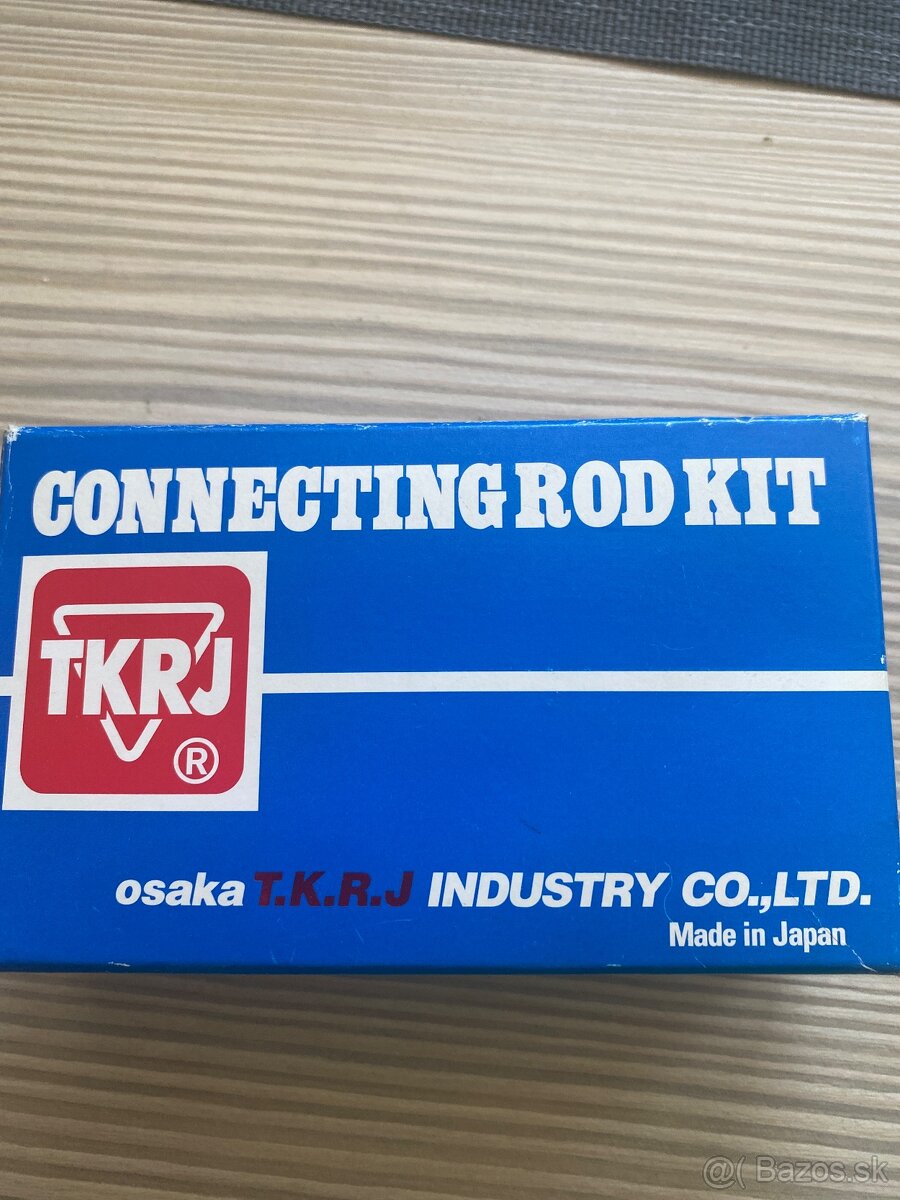 CONNECTING ROD KIT
TKRJ
®
osaka T.K.R.J INDUSTRY CO.,LTD.
Made in Japan
@( Bazos.sk